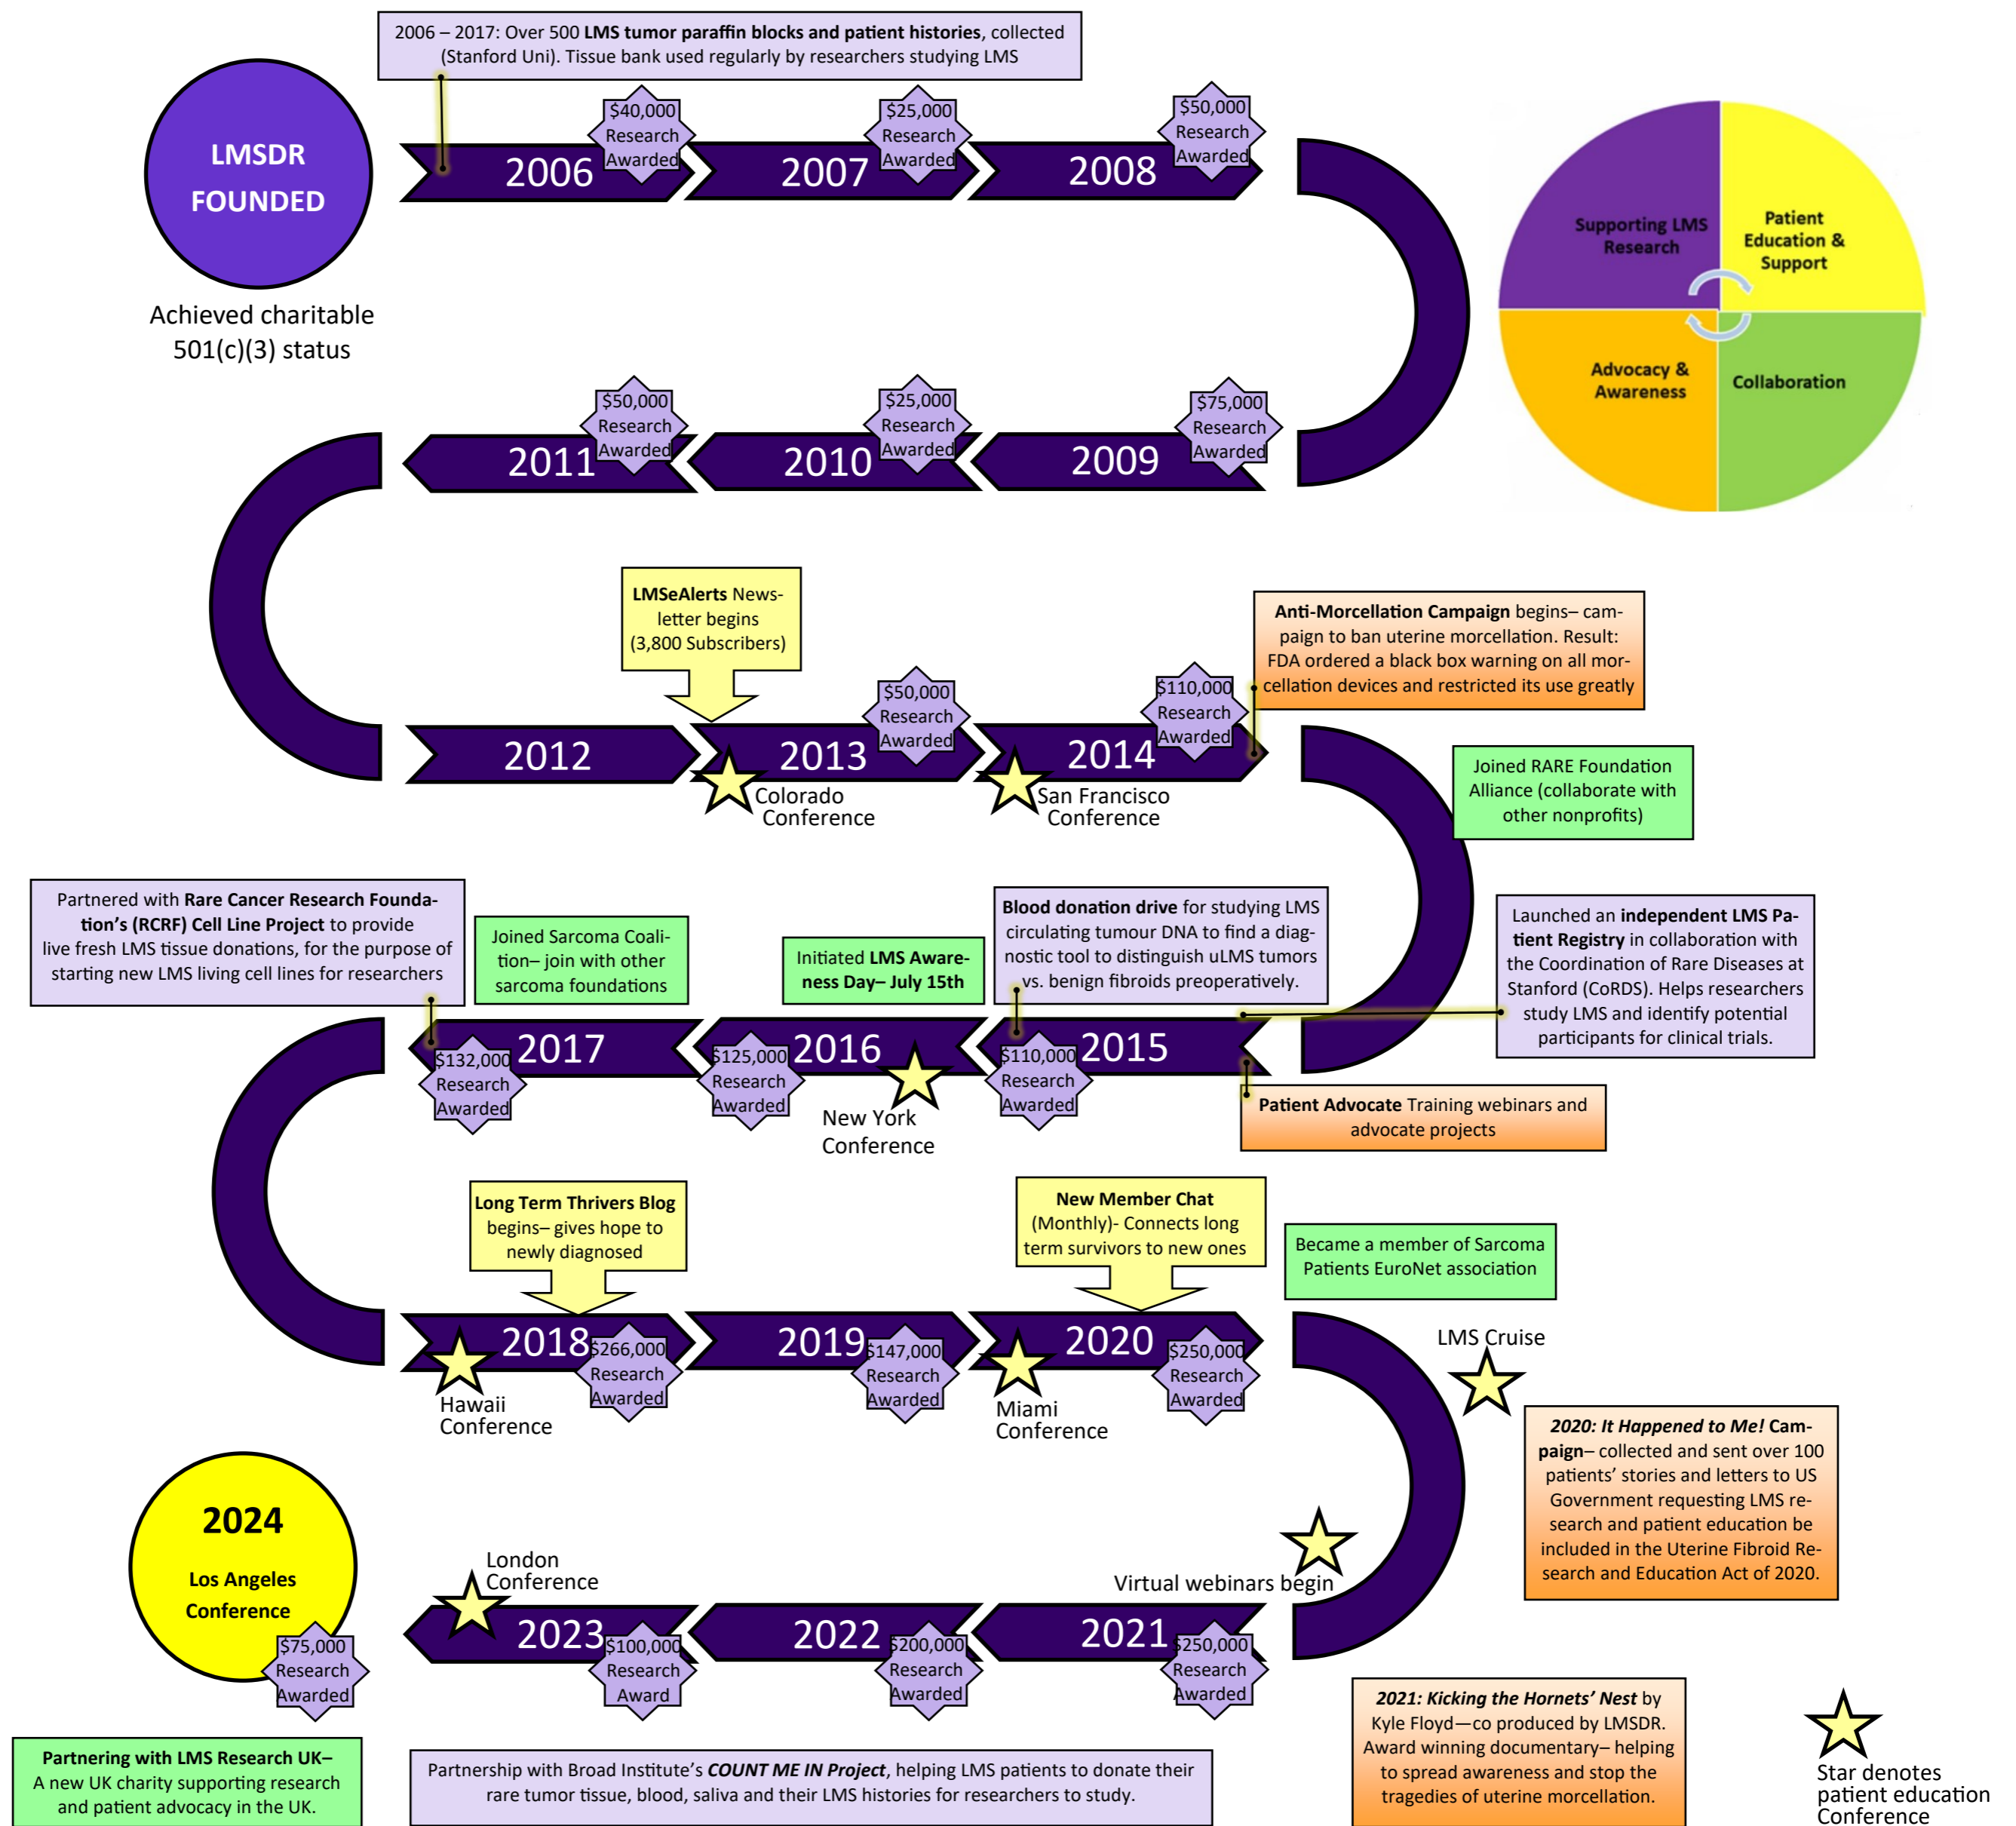 2006 – 2017: Over 500 LMS tumor paraffin blocks and patient histories, collected
(Stanford Uni). Tissue bank used regularly by researchers studying LMS
LMSDR
FOUNDED
Achieved charitable
501(c)(3) status
$40,000
Research
Awarded
2006
$25,000
Research
Awarded
2007
$50,000
Research
Awarded
2008
Supporting LMS
Research
Patient
Education &
Support
Advocacy &
Awareness
Collaboration
$75,000
Research
Awarded
2009
$25,000
Research
Awarded
2010
$50,000
Research
Awarded
2011
2012
LMSeAlerts News-
letter begins
(3,800 Subscribers)
$50,000
Research
Awarded
2013
Colorado
Conference
$110,000
Research
Awarded
2014
San Francisco
Conference
Anti-Morcellation Campaign begins– cam-
paign to ban uterine morcellation. Result:
FDA ordered a black box warning on all mor-
cellation devices and restricted its use greatly
Joined RARE Foundation
Alliance (collaborate with
other nonprofits)
Launched an independent LMS Pa-
tient Registry in collaboration with
the Coordination of Rare Diseases at
Stanford (CoRDS). Helps researchers
study LMS and identify potential
participants for clinical trials.
Blood donation drive for studying LMS
circulating tumour DNA to find a diag-
nostic tool to distinguish uLMS tumors
vs. benign fibroids preoperatively.
2015
$110,000
Research
Awarded
Patient Advocate Training webinars and
advocate projects
Initiated LMS Aware-
ness Day– July 15th
2016
$125,000
Research
Awarded
New York
Conference
Joined Sarcoma Coali-
tion– join with other
sarcoma foundations
Partnered with Rare Cancer Research Founda-
tion's (RCRF) Cell Line Project to provide
live fresh LMS tissue donations, for the purpose of
starting new LMS living cell lines for researchers
2017
$132,000
Research
Awarded
Long Term Thrivers Blog
begins– gives hope to
newly diagnosed
2018
$266,000
Research
Awarded
Hawaii
Conference
2019
$147,000
Research
Awarded
New Member Chat
(Monthly)- Connects long
term survivors to new ones
2020
$250,000
Research
Awarded
Miami
Conference
Became a member of Sarcoma
Patients EuroNet association
LMS Cruise
2020: It Happened to Me! Cam-
paign– collected and sent over 100
patients' stories and letters to US
Government requesting LMS re-
search and patient education be
included in the Uterine Fibroid Re-
search and Education Act of 2020.
Virtual webinars begin
2021
$250,000
Research
Awarded
2022
$200,000
Research
Awarded
London
Conference
2023
$100,000
Research
Award
2024
Los Angeles
Conference
$75,000
Research
Awarded
Partnering with LMS Research UK–
A new UK charity supporting research
and patient advocacy in the UK.
Partnership with Broad Institute's COUNT ME IN Project, helping LMS patients to donate their
rare tumor tissue, blood, saliva and their LMS histories for researchers to study.
2021: Kicking the Hornets' Nest by
Kyle Floyd—co produced by LMSDR.
Award winning documentary– helping
to spread awareness and stop the
tragedies of uterine morcellation.
Star denotes
patient education
Conference